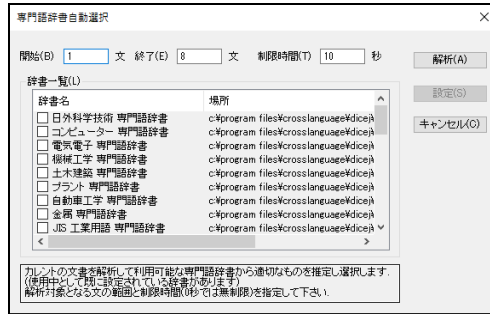 専門語辞書自動選択
開始(B) 1 文 終了(E) 8 文 制限時間(T) 10 秒
解析(A)
設定(S)
キャンセル(C)
辞書一覧(L)
辞書名 場所
日外科学技術 専門語辞書 c:¥program files¥crosslanguage¥dicejk
コンピューター 専門語辞書 c:¥program files¥crosslanguage¥dicejk
電気電子 専門語辞書 c:¥program files¥crosslanguage¥dicejk
機械工学 専門語辞書 c:¥program files¥crosslanguage¥dicejk
土木建築 専門語辞書 c:¥program files¥crosslanguage¥dicejk
プラント 専門語辞書 c:¥program files¥crosslanguage¥dicejk
自動車工学 専門語辞書 c:¥program files¥crosslanguage¥dicejk
金属 専門語辞書 c:¥program files¥crosslanguage¥dicejk
JIS 工業用語 専門語辞書 c:¥program files¥crosslanguage¥dicejk
カレントの文書を解析して利用可能な専門語辞書から適切なものを推定し選択します.
(使用中として既に設定されている辞書があります)
解析対象となる文の範囲と制限時間(0秒では無制限)を指定して下さい.